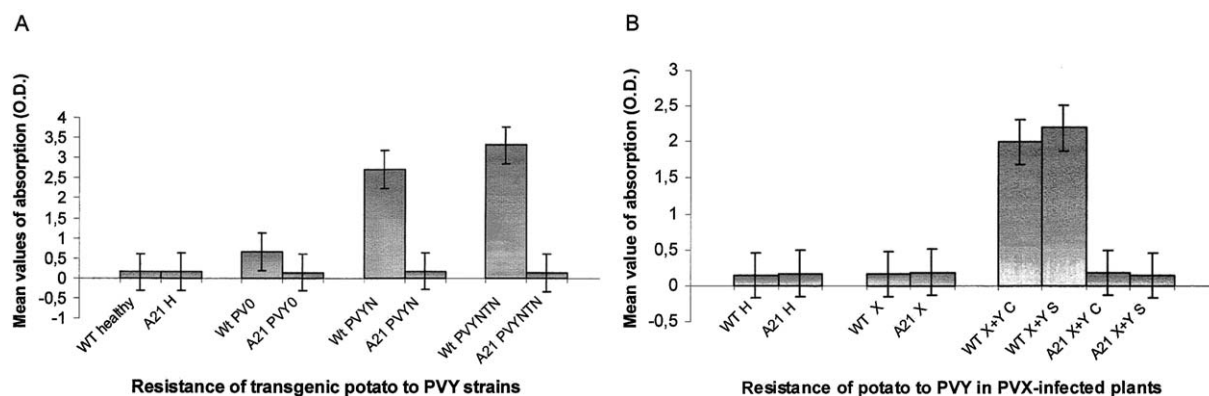 A
Mean values of absorption (O.D.)
4
3,5
3
2,5
2
1,5
1
0,5
0
-0,5
-1
WT healthy
A21 H
Wt PV0
A21 PVY0
Wt PVYN
A21 PVYN
Wt PVYNTN
A21 PVYNTN
Resistance of transgenic potato to PVY strains
B
Mean value of absorption (O.D.)
3
2,5
2
1,5
1
0,5
0
-0,5
WT H
A21 H
WT X
A21 X
WT X+Y C
WT X+Y S
A21 X+Y C
A21 X+Y S
Resistance of potato to PVY in PVX-infected plants